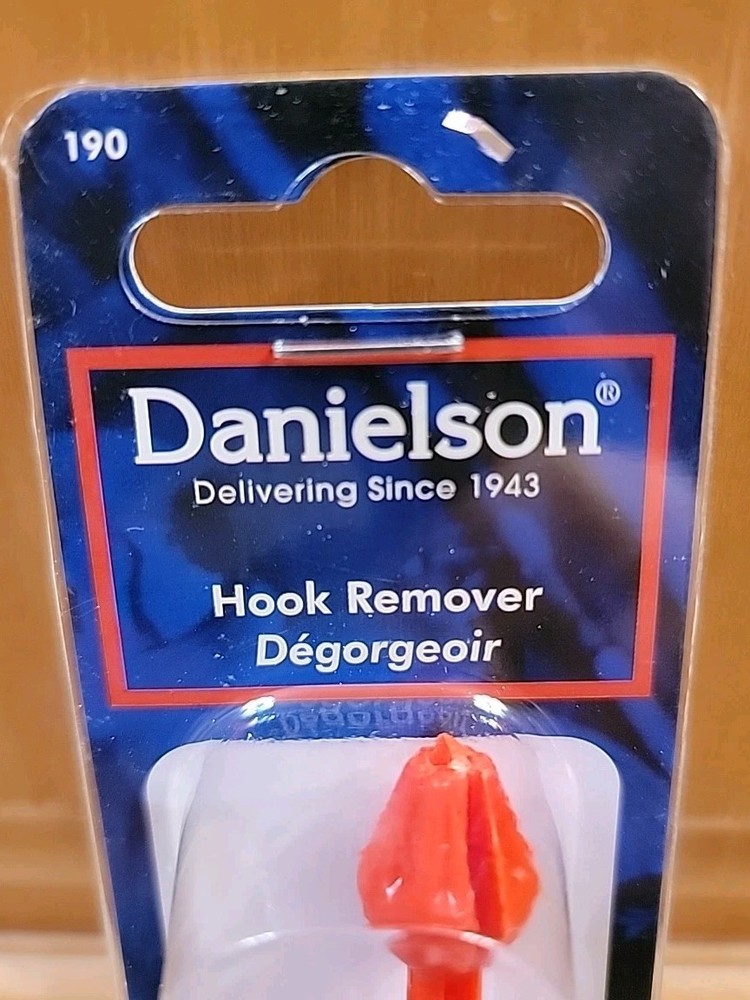 190
Danielson®
Delivering Since 1943
Hook Remover
Dégorgeoir